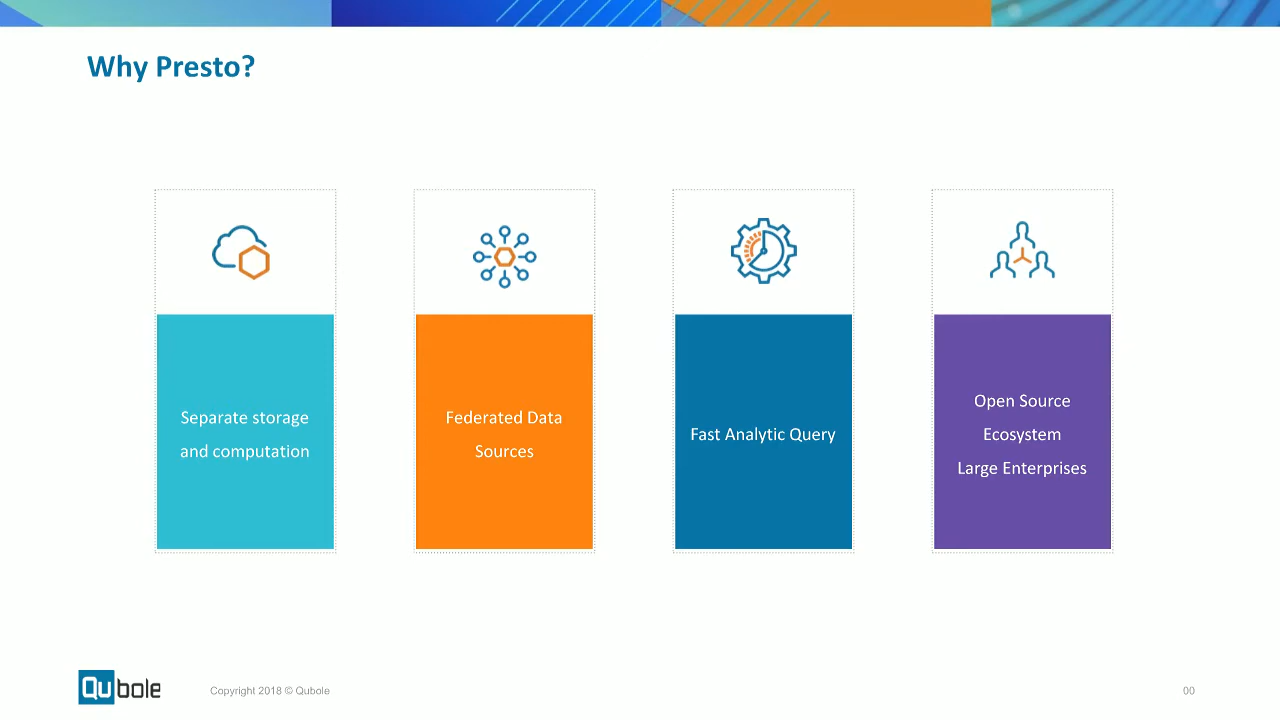 Why Presto?
Separate storage
and computation
Federated Data
Sources
Fast Analytic Query
Open Source
Ecosystem
Large Enterprises
Qubole
Copyright 2018 © Qubole
00